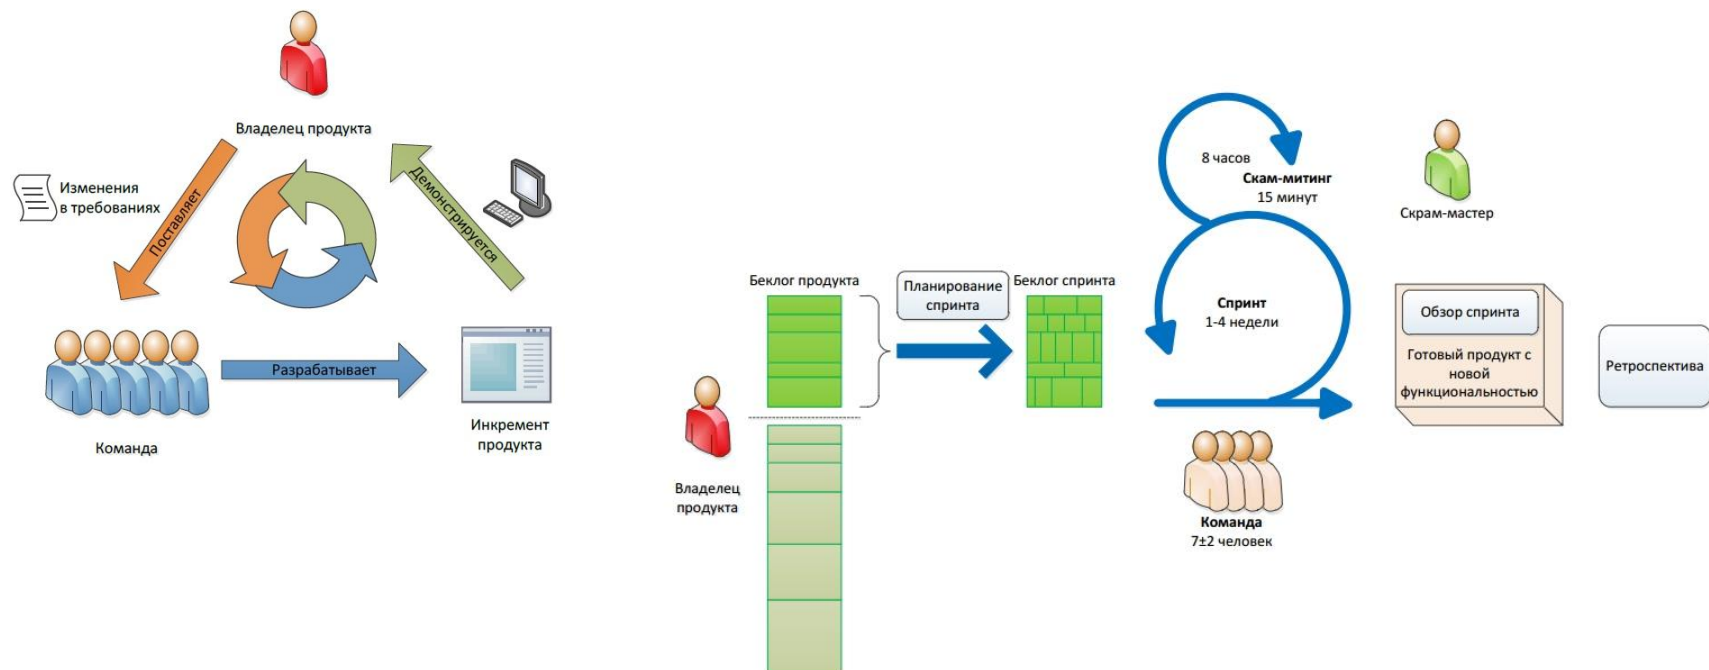 Владелец продукта
Изменения
в требованиях
Поставляет
Демонстрируется
Разрабатывает
Команда
Инкремент
продукта
8 часов
Скам-митинг
15 минут
Скрам-мастер
Беклог продукта
Планирование
спринта
Беклог спринта
Спринт
1-4 недели
Обзор спринта
Готовый продукт с
новой
функциональностью
Ретроспектива
Владелец
продукта
Команда
7±2 человек